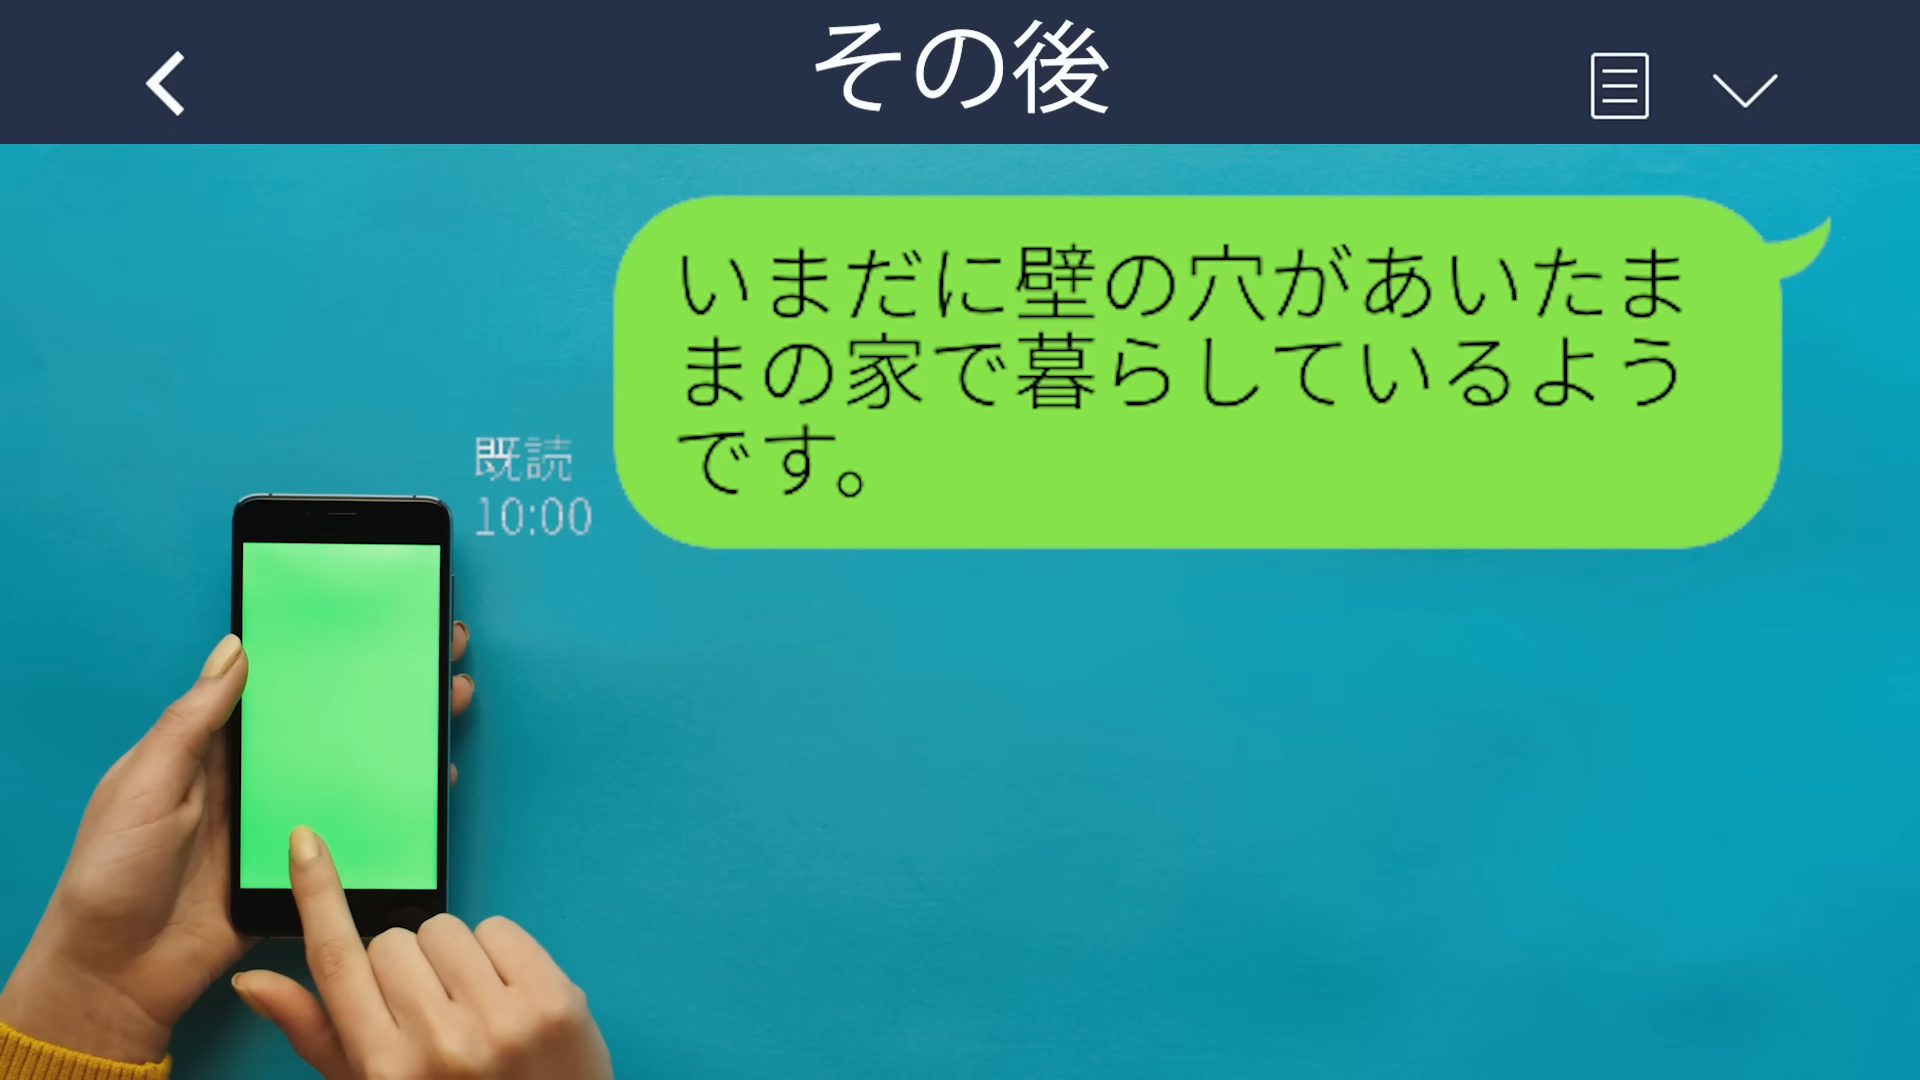 その後
いまだに壁の穴があいたま
まの家で暮らしているよう
です。
既読
10:00